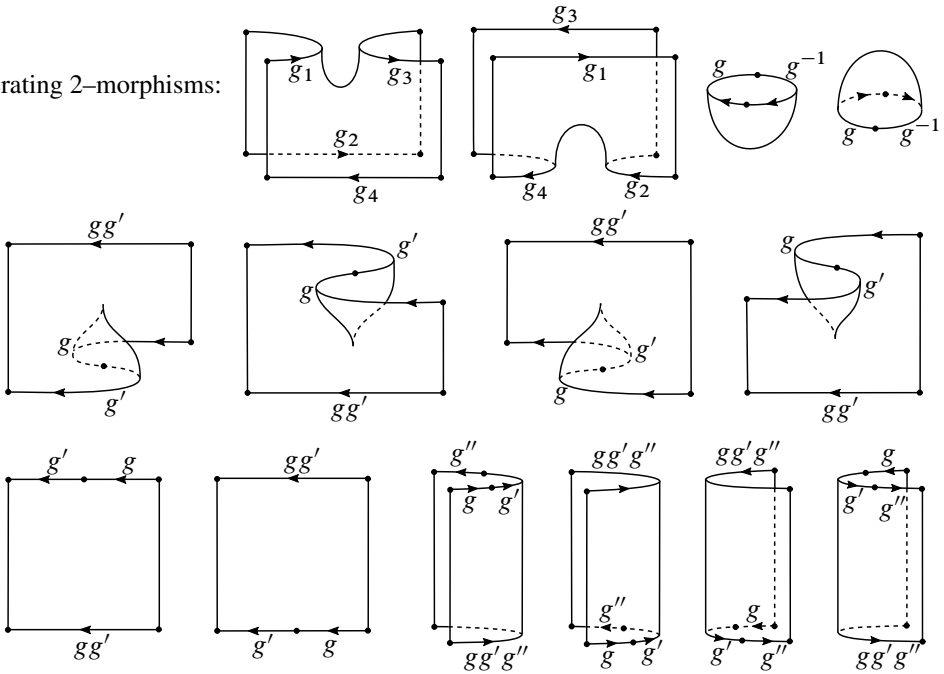 g₃
g₁ g₃ g₁ g g⁻¹
rating 2–morphisms:
g₂
g₄ g₄ g₂ g g⁻¹
gg′ g′ gg′ g
g g g′ g′
g′ gg′ g gg′
g′ g gg′ g″ gg′g″ gg′g″ g
g g′ g′ g″
g″ g
gg′ g′ g gg′g″ g g′ g′ g″ gg′g″